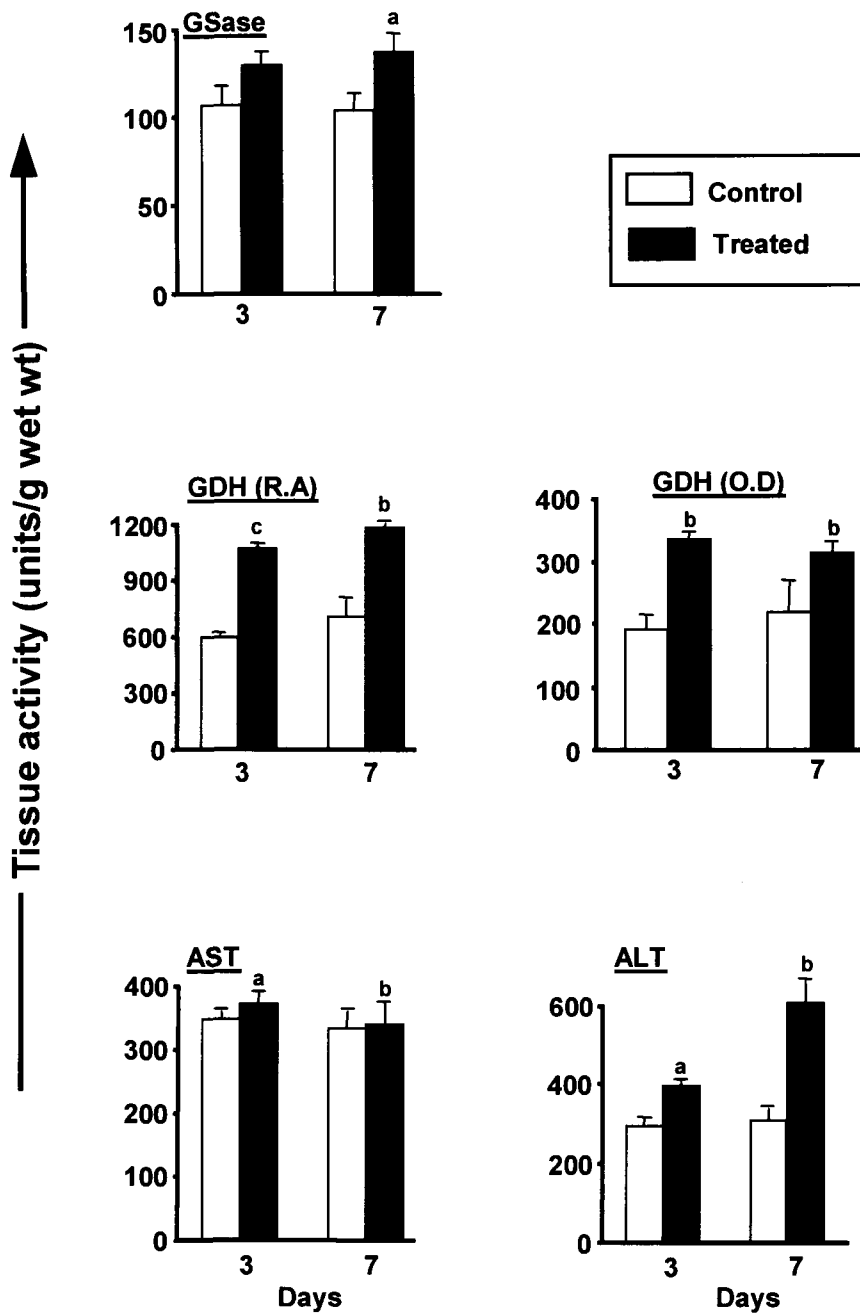 Tissue activity (units/g wet wt)
GSase
a
150
100
50
0
3 7
Control
Treated
GDH (R.A)
c b
1200
900
600
300
0
3 7
GDH (O.D)
b b
400
300
200
100
0
3 7
AST
a b
400
300
200
100
0
3 7
Days
ALT
a b
600
400
200
0
3 7
Days